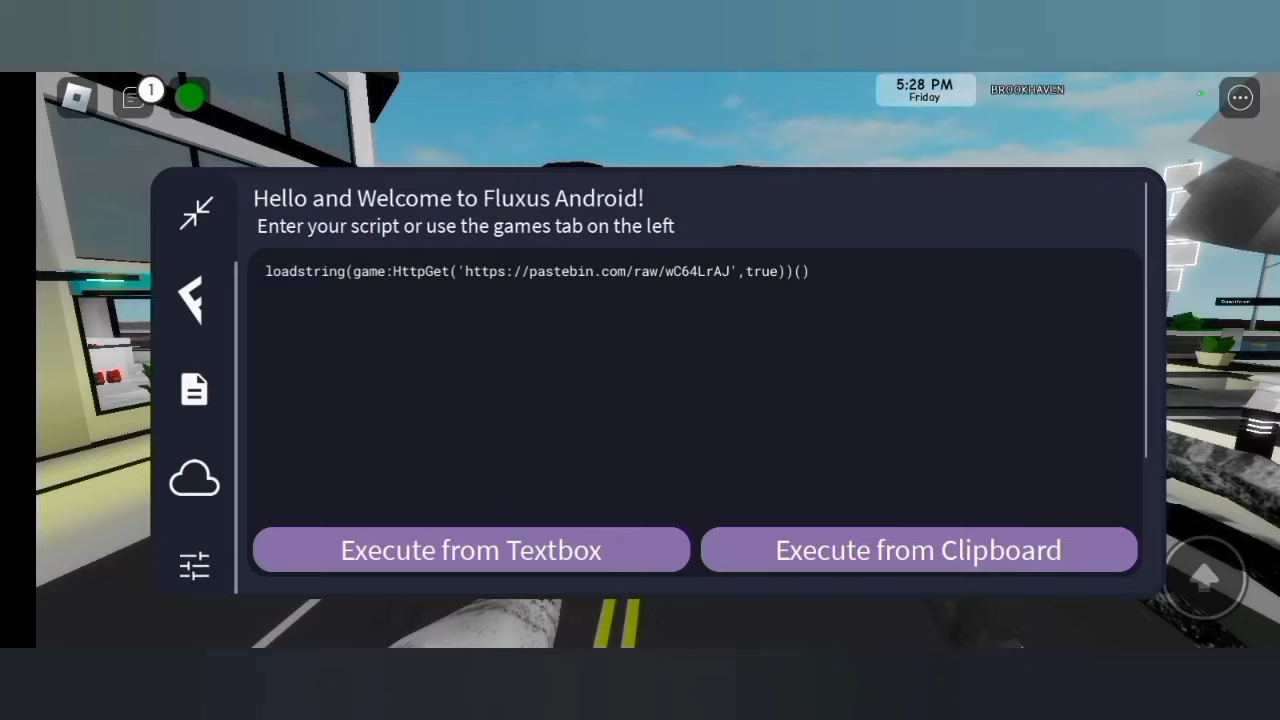 1
5:28 PM
Friday
BROOKHAVEN
Hello and Welcome to Fluxus Android!
Enter your script or use the games tab on the left
loadstring(game:HttpGet('https://pastebin.com/raw/wC64LrAJ',true))()
Execute from Textbox
Execute from Clipboard